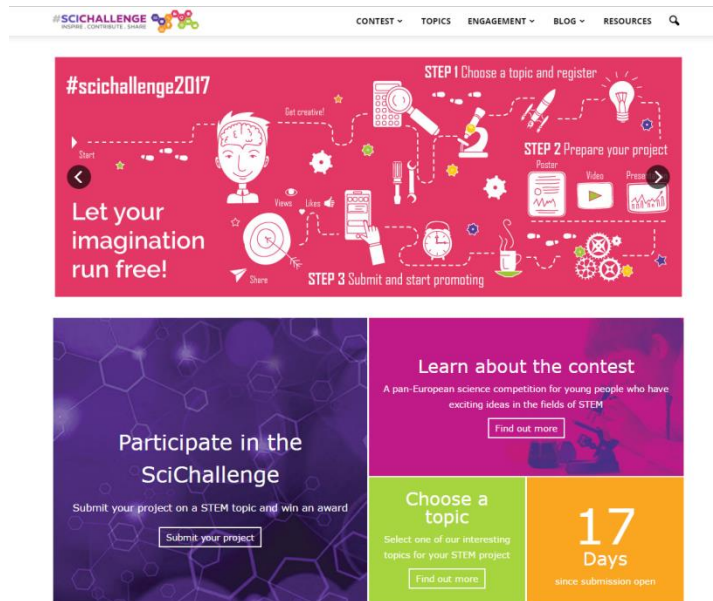 #SCICHALLENGE
INSPIRE . CONTRIBUTE . SHARE
CONTEST TOPICS ENGAGEMENT BLOG RESOURCES
#scichallenge2017
STEP 1 Choose a topic and register
Get creative!
Start
STEP 2 Prepare your project
Poster
Video
Views
Likes
Let your
imagination
run free!
Share
STEP 3 Submit and start promoting
Learn about the contest
A pan-European science competition for young people who have
exciting ideas in the fields of STEM
Find out more
Participate in the
SciChallenge
Submit your project on a STEM topic and win an award
Submit your project
Choose a
topic
Select one of our interesting
topics for your STEM project
Find out more
17
Days
since submission open